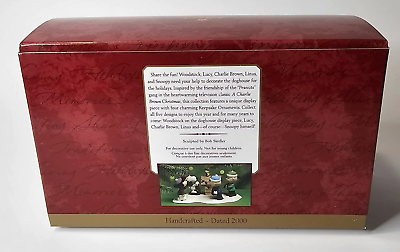 Share the fun! Woodstock, Lucy, Charlie Brown, Linus,
and Snoopy need your help to decorate the doghouse for
the holidays. Inspired by the friendship of the "Peanuts"
gang in the heartwarming television classic A Charlie
Brown Christmas, this collection features a unique display
piece with four charming Keepsake Ornaments. Collect
all five designs to enjoy this year and for many years to
come: Woodstock on the doghouse display piece, Lucy,
Charlie Brown, Linus and—of course—Snoopy himself!
Sculpted by Bob Siedler
For decorative use only. Not for young children.
Handcrafted ~ Dated 2000